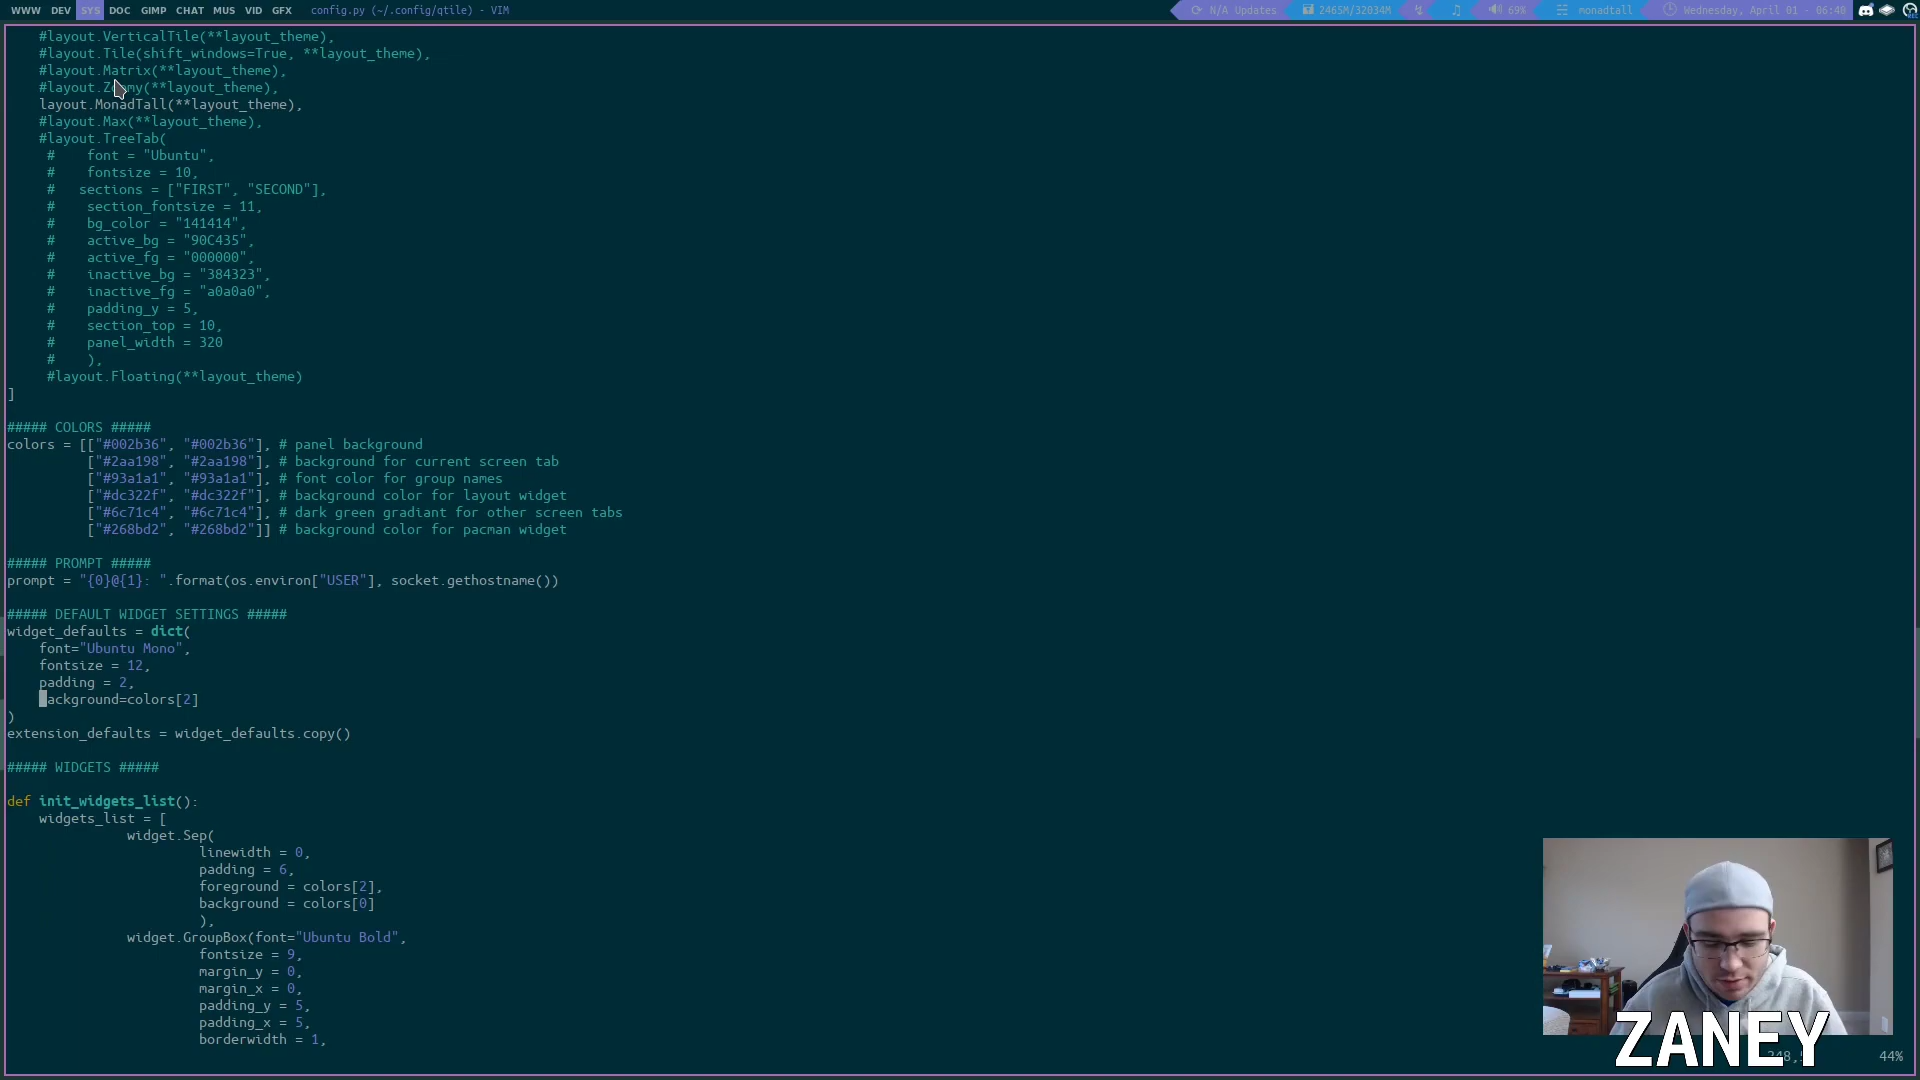 WWW DEV SYS DOC GIMP CHAT MUS VID GFX config.py (~/.config/qtile) - VIM N/A Updates 2465M/32034M 69% monadtall Wednesday, April 01 - 06:40
#layout.VerticalTile(**layout_theme),
#layout.Tile(shift_windows=True, **layout_theme),
#layout.Matrix(**layout_theme),
#layout.Zoomy(**layout_theme),
layout.MonadTall(**layout_theme),
#layout.Max(**layout_theme),
#layout.TreeTab(
# font = "Ubuntu",
# fontsize = 10,
# sections = ["FIRST", "SECOND"],
# section_fontsize = 11,
# bg_color = "141414",
# active_bg = "90C435",
# active_fg = "000000",
# inactive_bg = "384323",
# inactive_fg = "a0a0a0",
# padding_y = 5,
# section_top = 10,
# panel_width = 320
# ),
#layout.Floating(**layout_theme)
]
##### COLORS #####
colors = [["#002b36", "#002b36"], # panel background
["#2aa198", "#2aa198"], # background for current screen tab
["#93a1a1", "#93a1a1"], # font color for group names
["#dc322f", "#dc322f"], # background color for layout widget
["#6c71c4", "#6c71c4"], # dark green gradiant for other screen tabs
["#268bd2", "#268bd2"]] # background color for pacman widget
##### PROMPT #####
prompt = "{0}@{1}: ".format(os.environ["USER"], socket.gethostname())
##### DEFAULT WIDGET SETTINGS #####
widget_defaults = dict(
font="Ubuntu Mono",
fontsize = 12,
padding = 2,
background=colors[2]
)
extension_defaults = widget_defaults.copy()
##### WIDGETS #####
def init_widgets_list():
widgets_list = [
widget.Sep(
linewidth = 0,
padding = 6,
foreground = colors[2],
background = colors[0]
),
widget.GroupBox(font="Ubuntu Bold",
fontsize = 9,
margin_y = 0,
margin_x = 0,
padding_y = 5,
padding_x = 5,
borderwidth = 1,
ZANEY
44%